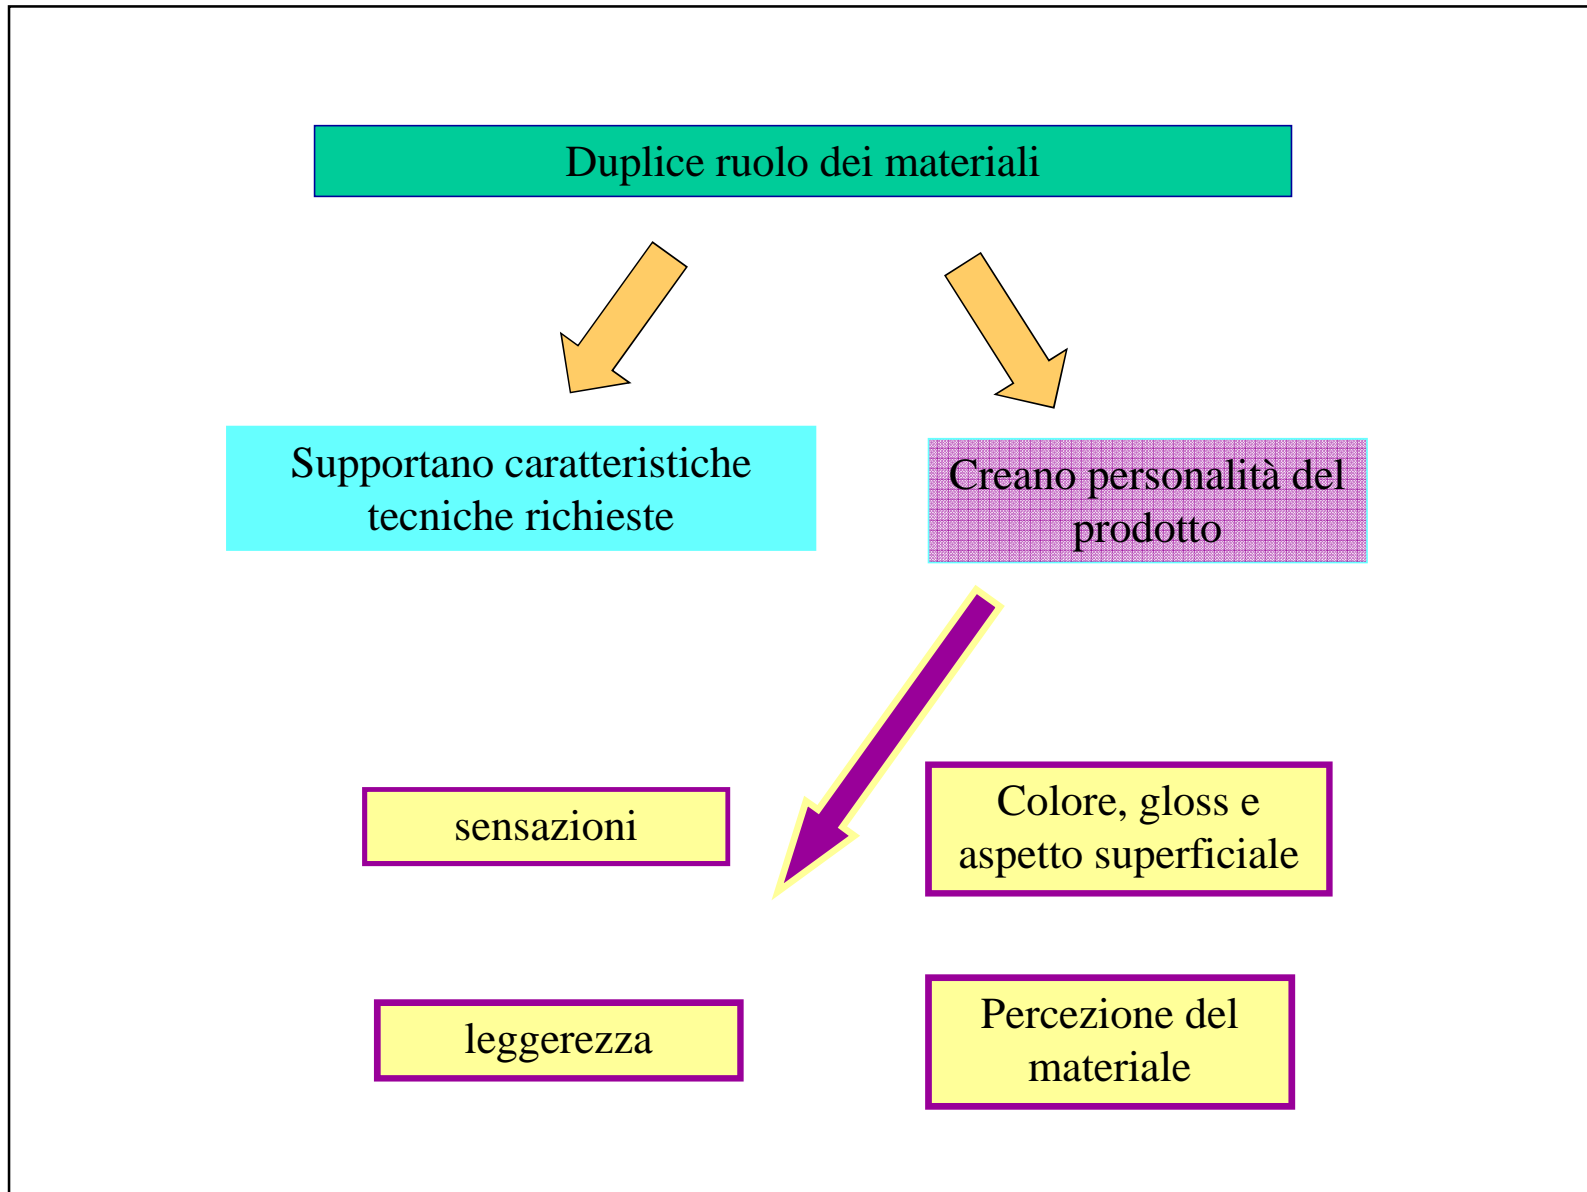 Duplice ruolo dei materiali
Supportano caratteristiche
tecniche richieste
Creano personalità del
prodotto
sensazioni
Colore, gloss e
aspetto superficiale
leggerezza
Percezione del
materiale